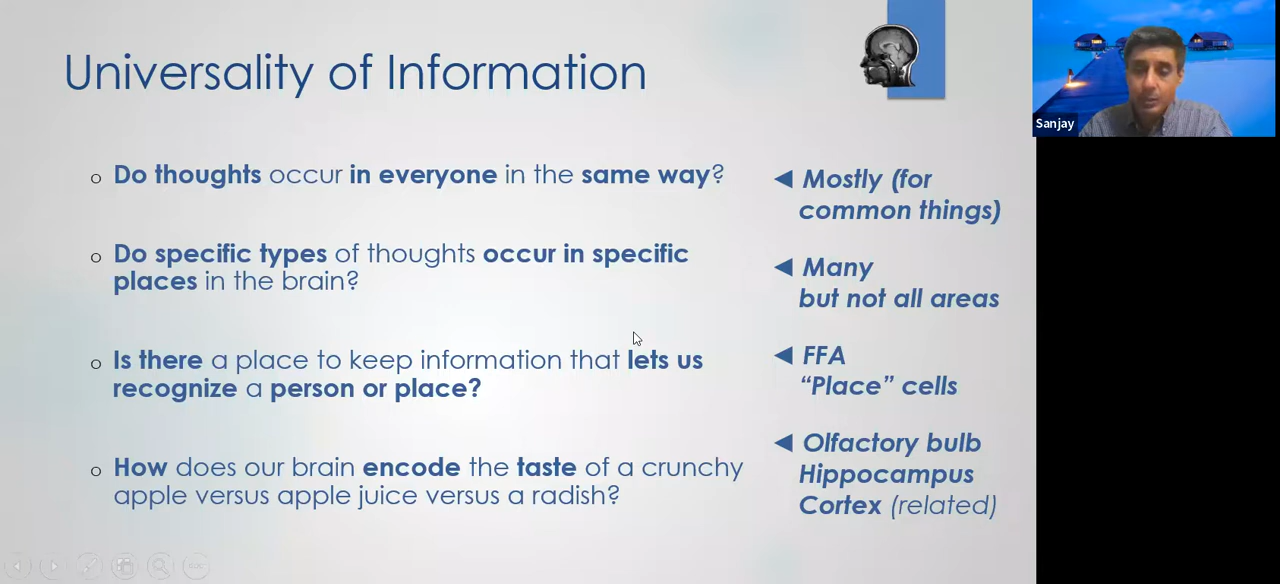 Universality of Information
Sanjay
o Do thoughts occur in everyone in the same way?
◄ Mostly (for
common things)
o Do specific types of thoughts occur in specific
places in the brain?
◄ Many
but not all areas
o Is there a place to keep information that lets us
recognize a person or place?
◄ FFA
“Place” cells
o How does our brain encode the taste of a crunchy
apple versus apple juice versus a radish?
◄ Olfactory bulb
Hippocampus
Cortex (related)